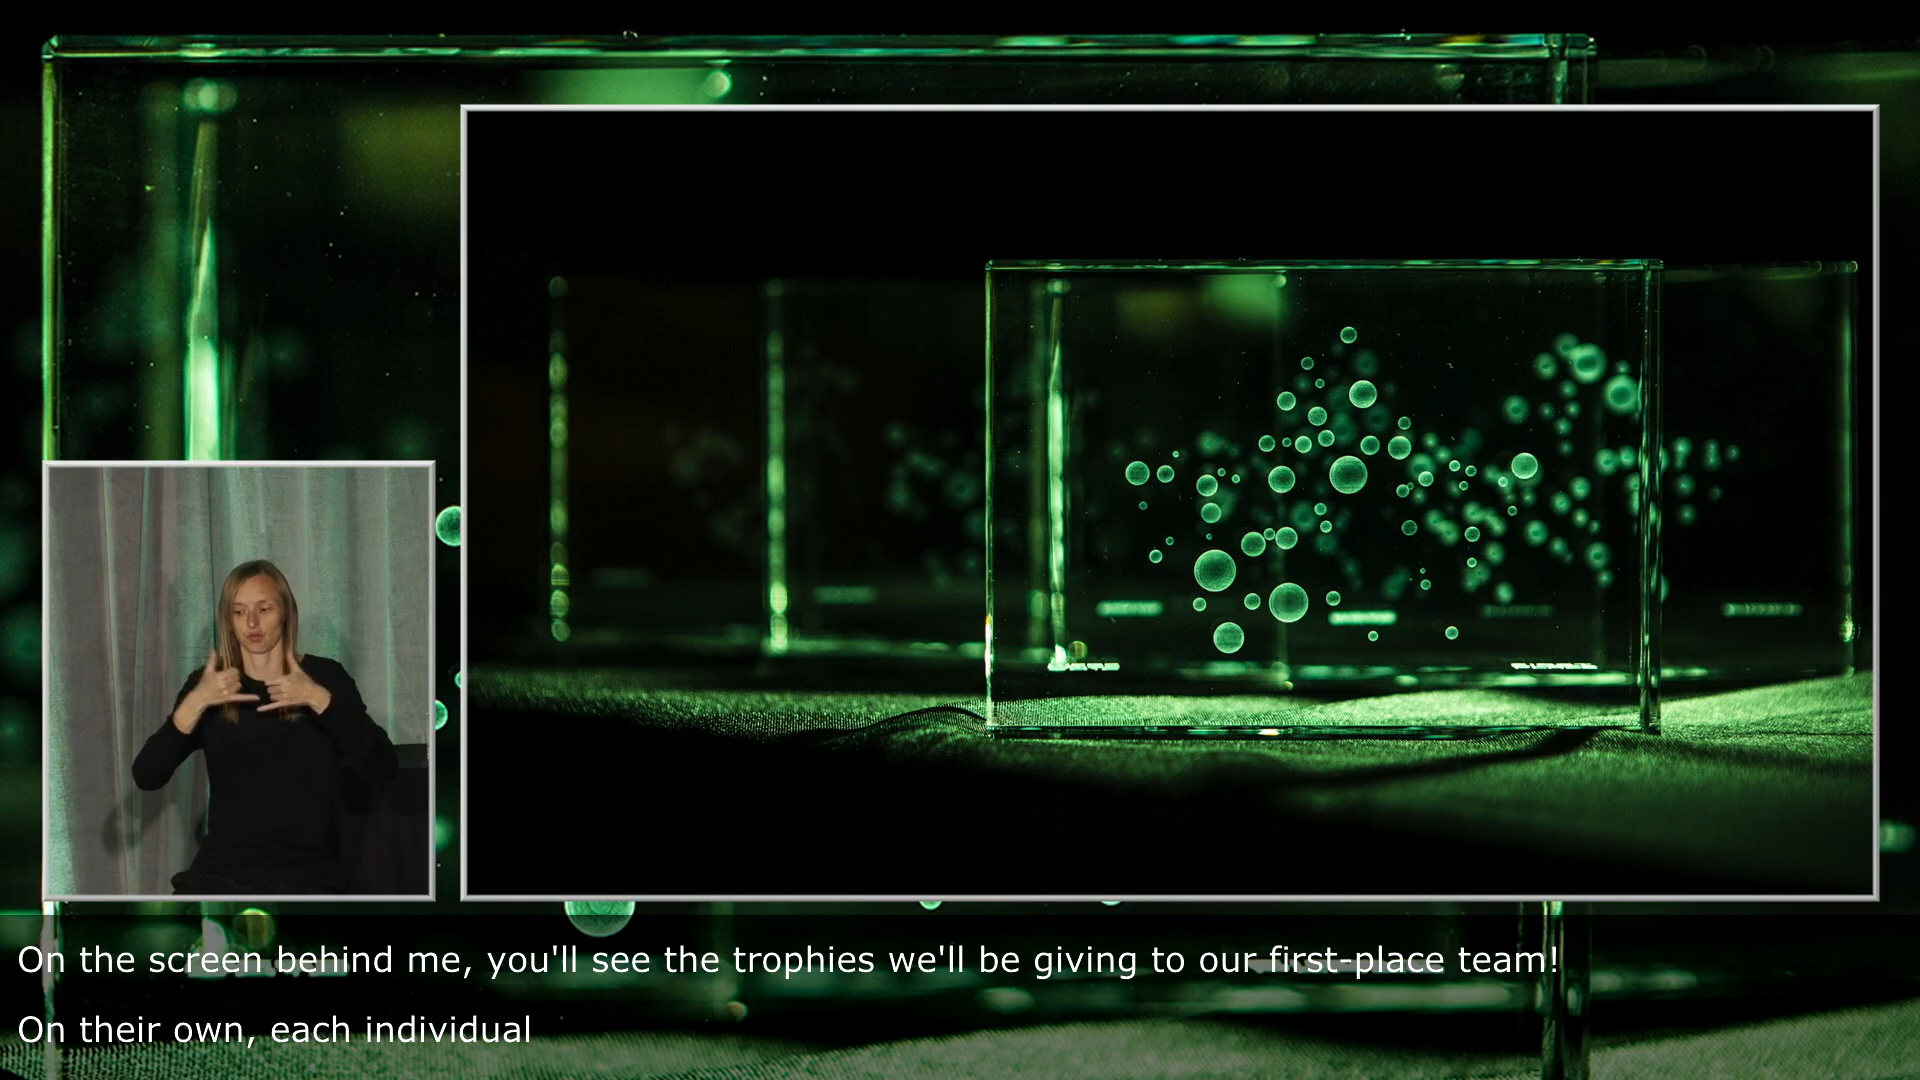 On the screen behind me, you'll see the trophies we'll be giving to our first-place team!
On their own, each individual